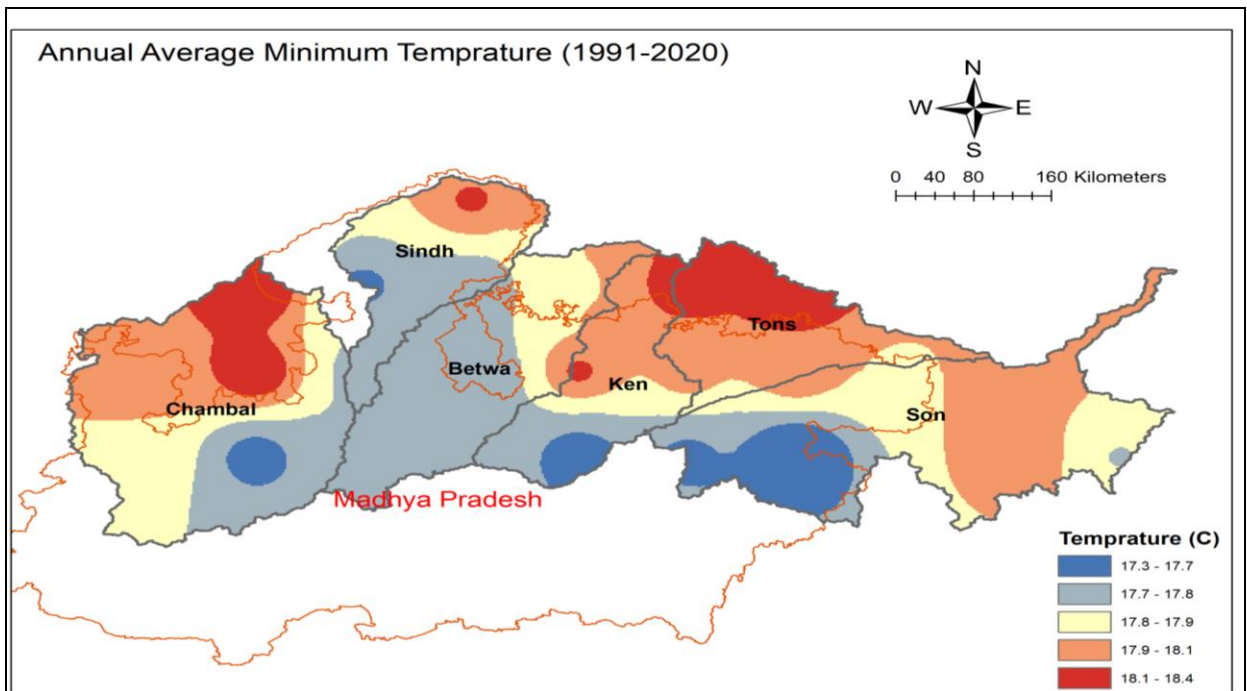 Annual Average Minimum Temprature (1991-2020)
N
W E
S
0 40 80 160 Kilometers
Sindh
Tons
Betwa
Ken
Chambal
Son
Madhya Pradesh
Temprature (C)
17.3 - 17.7
17.7 - 17.8
17.8 - 17.9
17.9 - 18.1
18.1 - 18.4